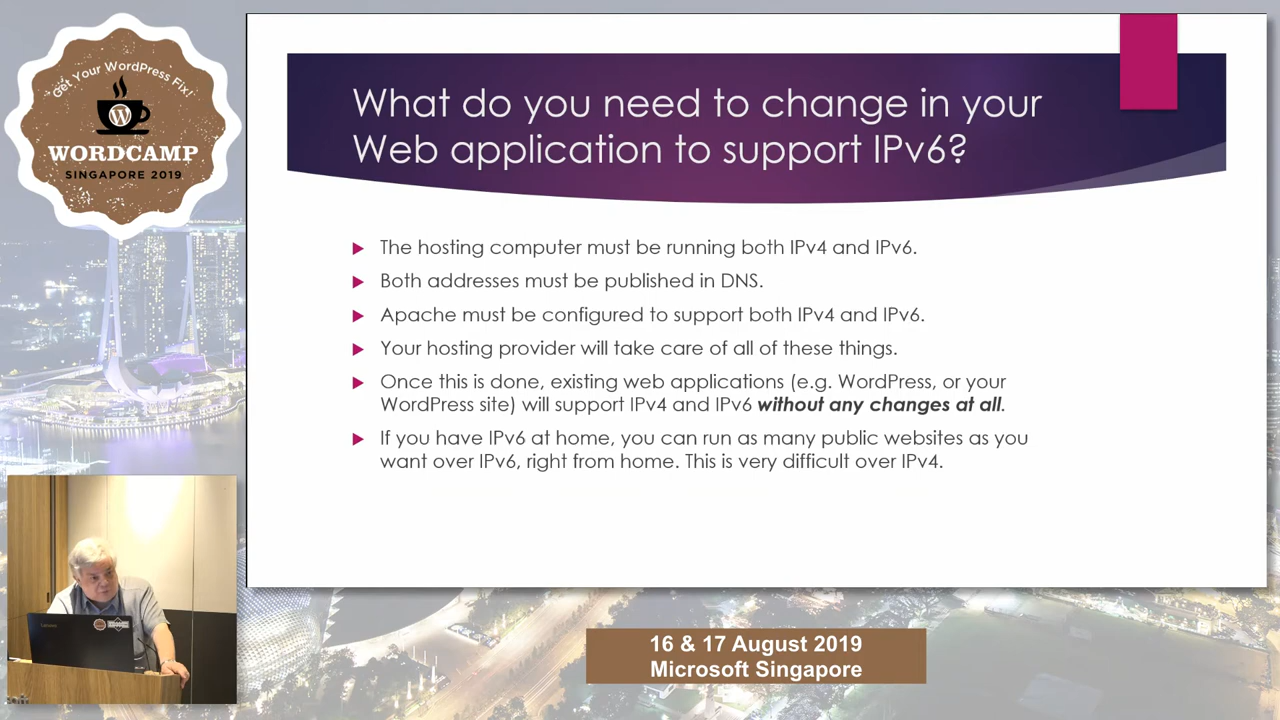 Get Your WordPress Fix!
WORDCAMP
SINGAPORE 2019
What do you need to change in your
Web application to support IPv6?
The hosting computer must be running both IPv4 and IPv6.
Both addresses must be published in DNS.
Apache must be configured to support both IPv4 and IPv6.
Your hosting provider will take care of all of these things.
Once this is done, existing web applications (e.g. WordPress, or your
WordPress site) will support IPv4 and IPv6 without any changes at all.
If you have IPv6 at home, you can run as many public websites as you
want over IPv6, right from home. This is very difficult over IPv4.
16 & 17 August 2019
Microsoft Singapore